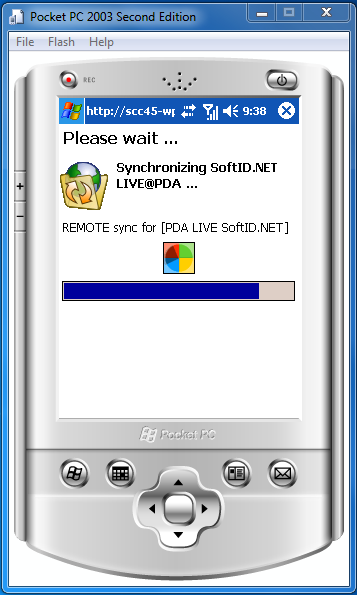 Pocket PC 2003 Second Edition
File Flash Help
REC
http://scc45-wp 9:38
Please wait ...
Synchronizing SoftID.NET
LIVE@PDA ...
REMOTE sync for [PDA LIVE SoftID.NET]
Pocket PC